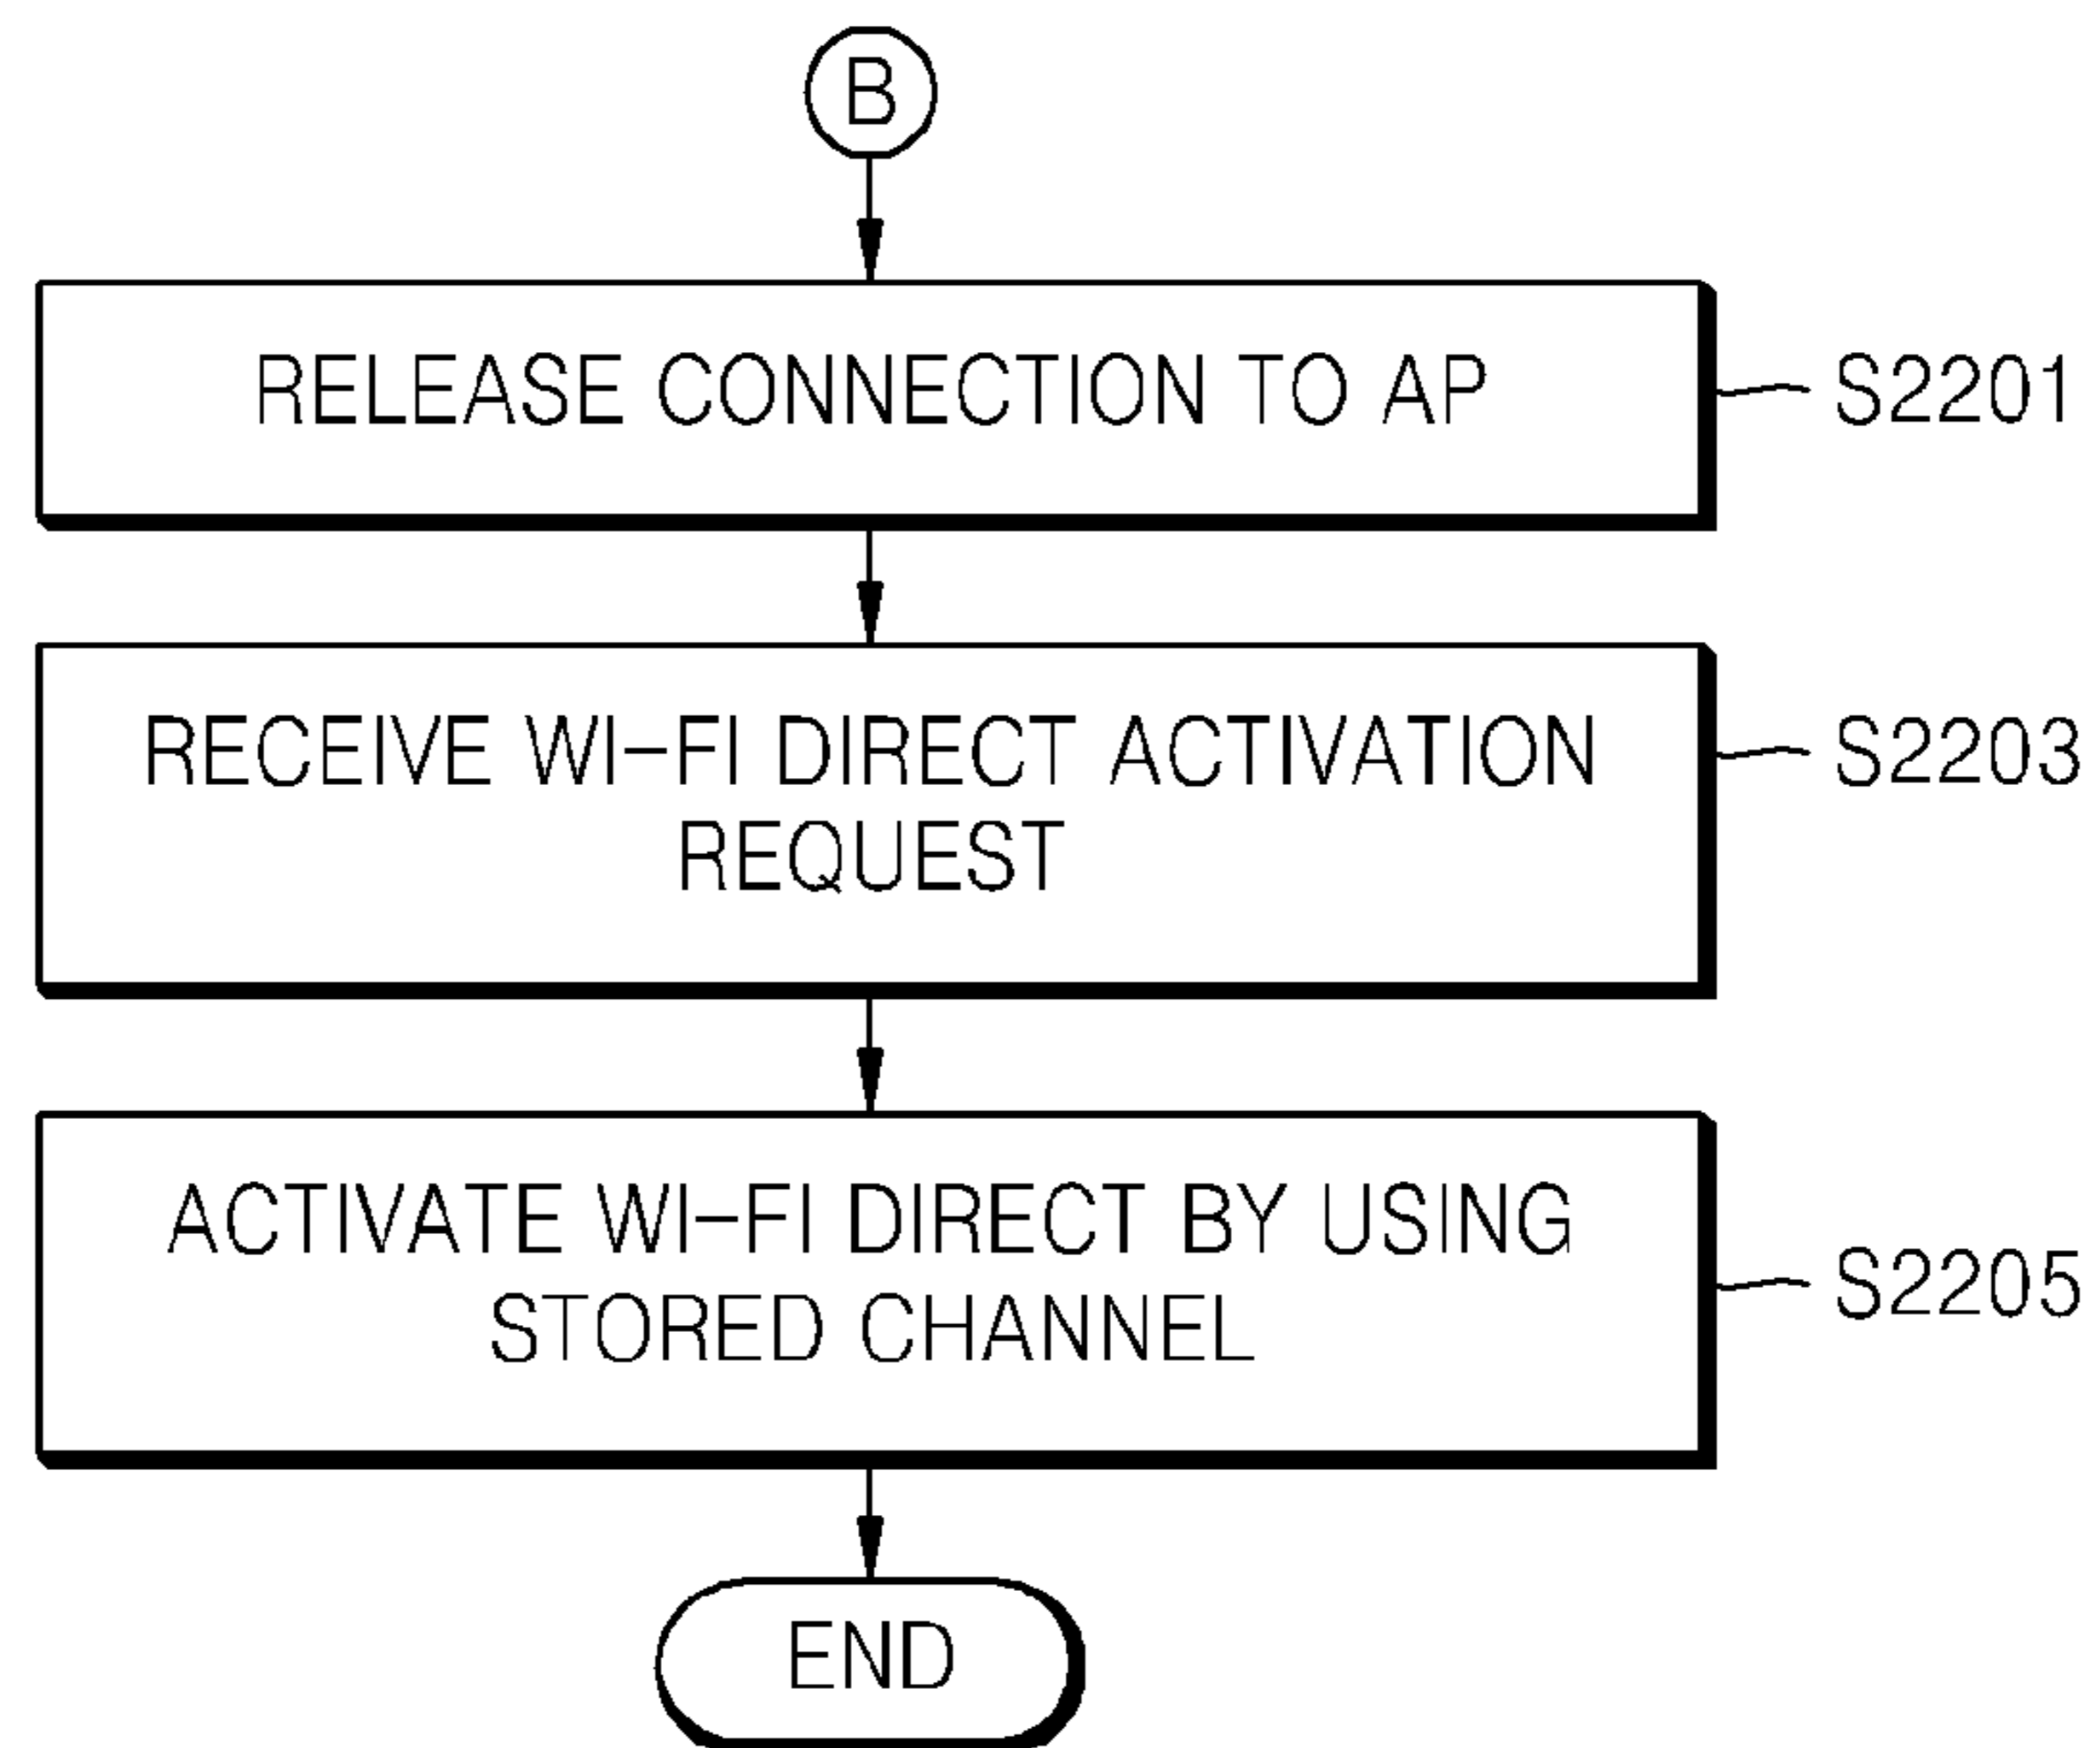 B
RELEASE CONNECTION TO AP
S2201
RECEIVE WI-FI DIRECT ACTIVATION
REQUEST
S2203
ACTIVATE WI-FI DIRECT BY USING
STORED CHANNEL
S2205
END